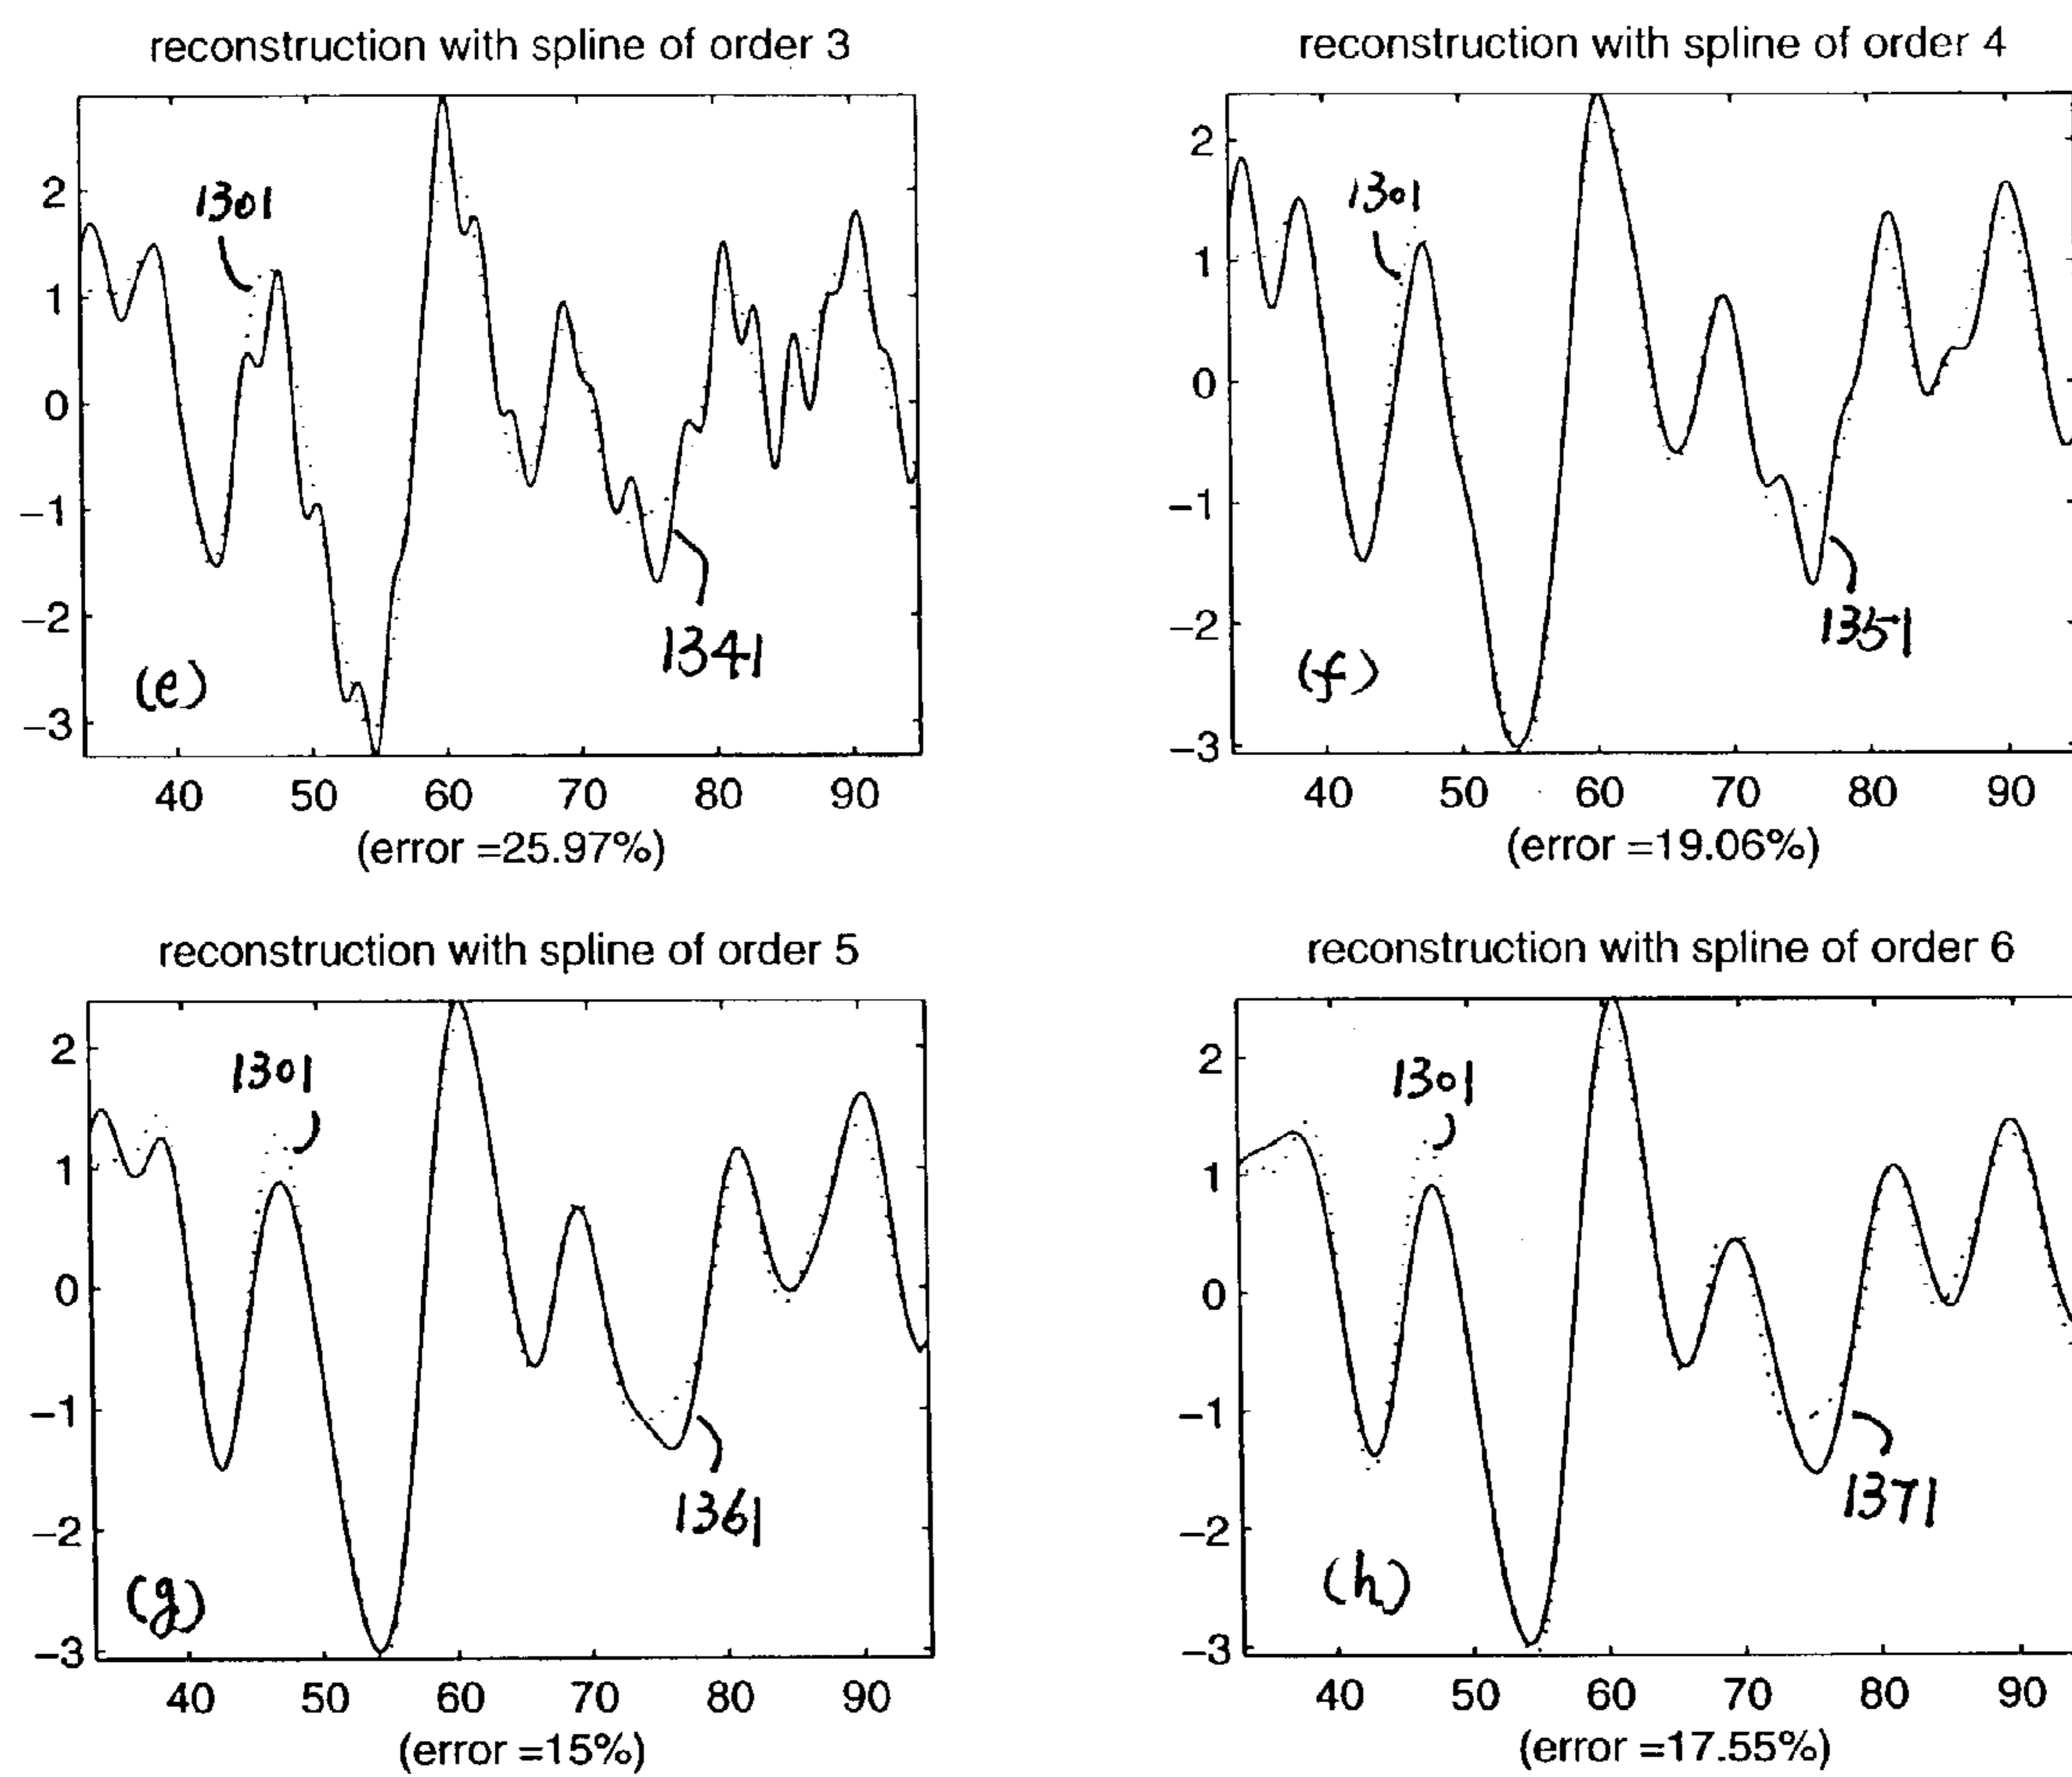 reconstruction with spline of order 3
2
1
0
−1
−2
−3
1301
1341
(e)
40 50 60 70 80 90
(error =25.97%)
reconstruction with spline of order 4
2
1
0
−1
−2
−3
1301
1351
(f)
40 50 60 70 80 90
(error =19.06%)
reconstruction with spline of order 5
2
1
0
−1
−2
−3
1301
1361
(g)
40 50 60 70 80 90
(error =15%)
reconstruction with spline of order 6
2
1
0
−1
−2
−3
1301
1371
(h)
40 50 60 70 80 90
(error =17.55%)